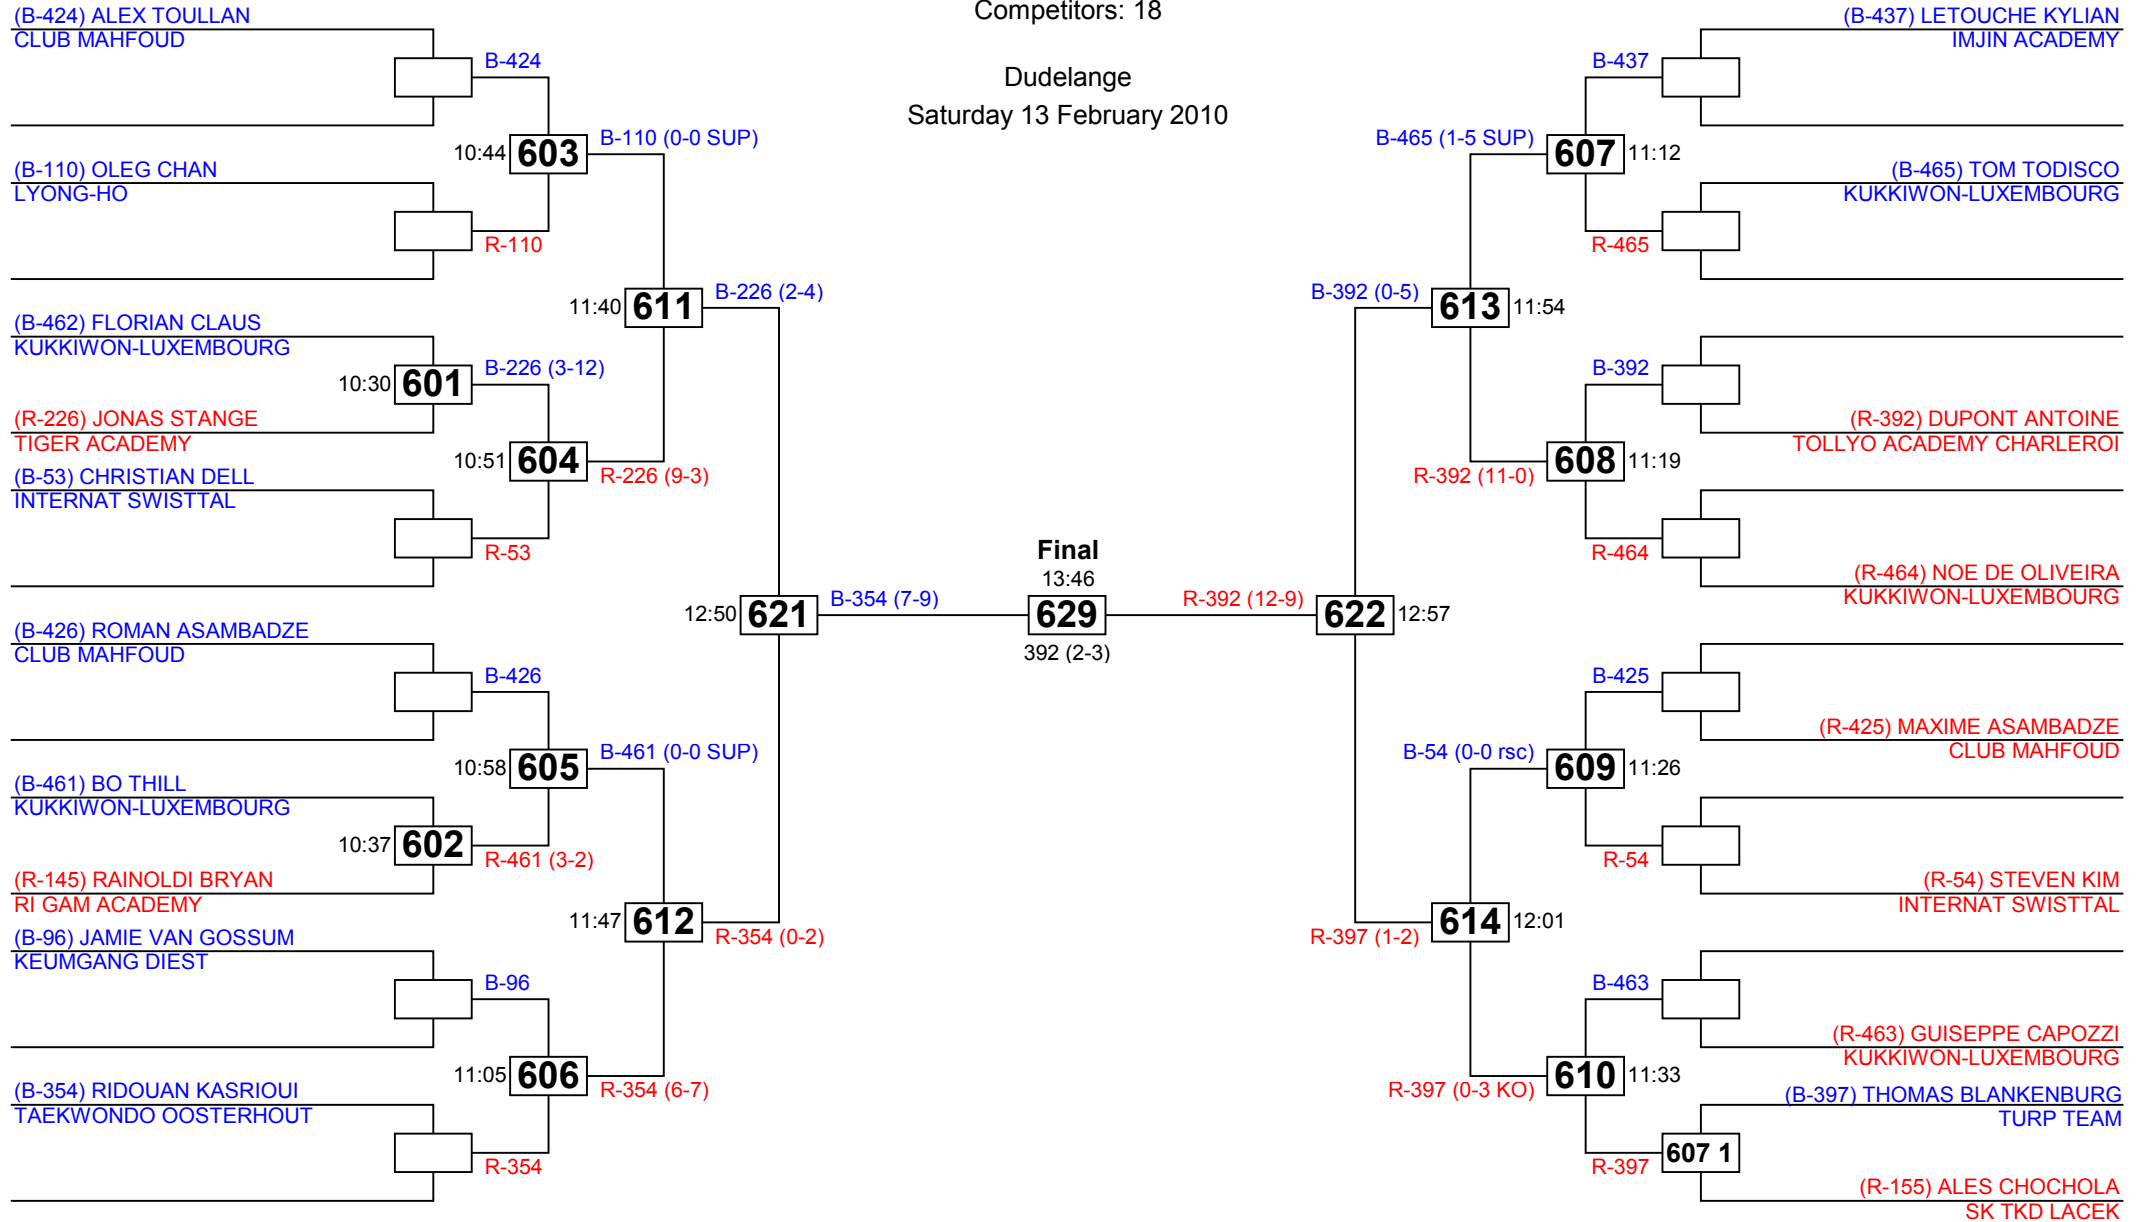 Competitors: 18
Dudelange
Saturday 13 February 2010
(B-424) ALEX TOULLAN
CLUB MAHFOUD
B-424
10:44 603
B-110 (0-0 SUP)
(B-110) OLEG CHAN
LYONG-HO
R-110
11:40 611
B-226 (2-4)
(B-462) FLORIAN CLAUS
KUKKIWON-LUXEMBOURG
10:30 601
B-226 (3-12)
(R-226) JONAS STANGE
TIGER ACADEMY
10:51 604
R-226 (9-3)
(B-53) CHRISTIAN DELL
INTERNAT SWISTTAL
R-53
12:50 621
B-354 (7-9)
(B-426) ROMAN ASAMBADZE
CLUB MAHFOUD
B-426
10:58 605
B-461 (0-0 SUP)
(B-461) BO THILL
KUKKIWON-LUXEMBOURG
10:37 602
R-461 (3-2)
(R-145) RAINOLDI BRYAN
RI GAM ACADEMY
11:47 612
R-354 (0-2)
(B-96) JAMIE VAN GOSSUM
KEUMGANG DIEST
B-96
11:05 606
R-354 (6-7)
(B-354) RIDOUAN KASRIOUI
TAEKWONDO OOSTERHOUT
R-354
Final
13:46
629
392 (2-3)
(B-437) LETOUCHE KYLIAN
IMJIN ACADEMY
B-437
B-465 (1-5 SUP)
607 11:12
(B-465) TOM TODISCO
KUKKIWON-LUXEMBOURG
R-465
B-392 (0-5)
613 11:54
B-392
(R-392) DUPONT ANTOINE
TOLLYO ACADEMY CHARLEROI
R-392 (11-0)
608 11:19
R-464
(R-464) NOE DE OLIVEIRA
KUKKIWON-LUXEMBOURG
R-392 (12-9)
622 12:57
B-425
(R-425) MAXIME ASAMBADZE
CLUB MAHFOUD
B-54 (0-0 rsc)
609 11:26
R-54
(R-54) STEVEN KIM
INTERNAT SWISTTAL
R-397 (1-2)
614 12:01
B-463
(R-463) GUISEPPE CAPOZZI
KUKKIWON-LUXEMBOURG
R-397 (0-3 KO)
610 11:33
(B-397) THOMAS BLANKENBURG
TURP TEAM
R-397
607 1
(R-155) ALES CHOCHOLA
SK TKD LACEK